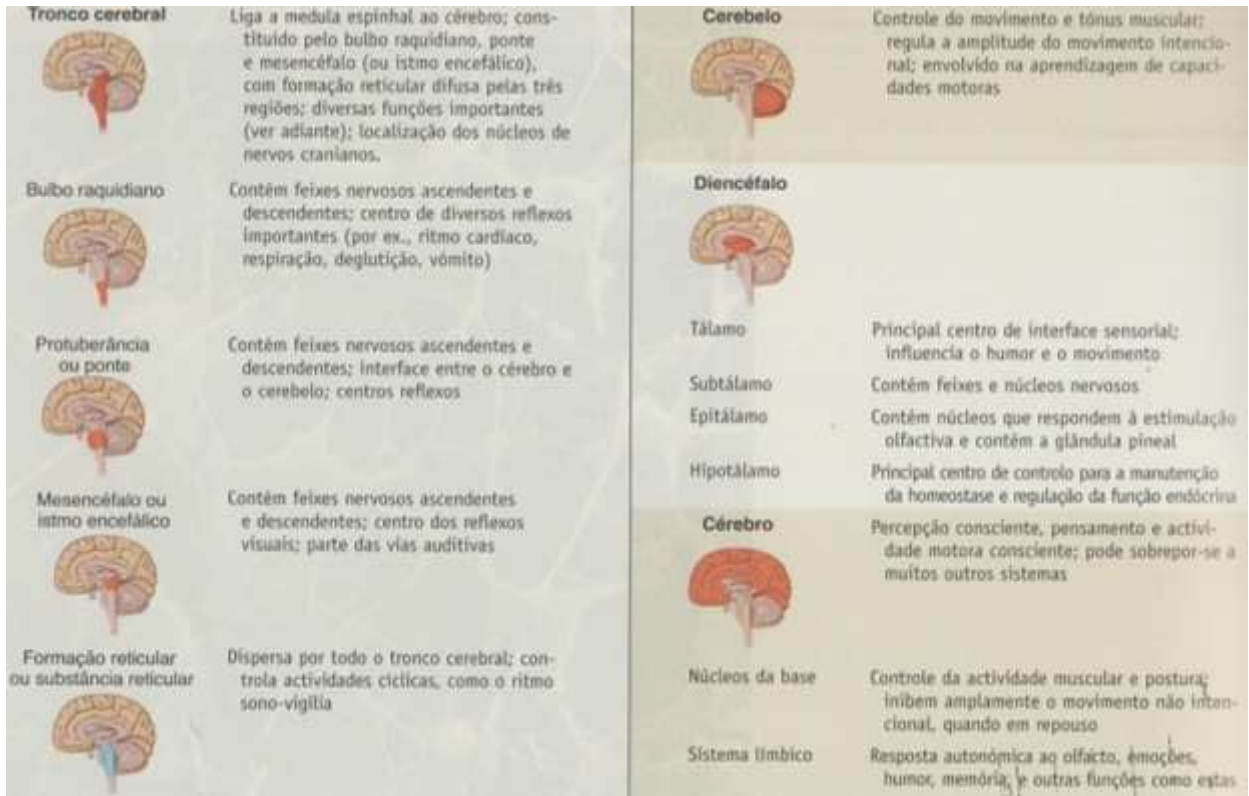 Tronco cerebral
Liga a medula espinhal ao cérebro; cons-
tituído pelo bulbo raquidiano, ponte
e mesencéfalo (ou istmo encefálico),
com formação reticular difusa pelas três
regiões; diversas funções importantes
(ver adiante); localização dos núcleos de
nervos cranianos.
Bulbo raquidiano
Contêm feixes nervosos ascendentes e
descendentes; centro de diversos reflexos
importantes (por ex., ritmo cardíaco,
respiração, deglutição, vómito)
Protuberância
ou ponte
Contêm feixes nervosos ascendentes e
descendentes; interface entre o cérebro e
o cerebelo; centros reflexos
Mesencéfalo ou
istmo encefálico
Contêm feixes nervosos ascendentes
e descendentes; centro dos reflexos
visuais; parte das vias auditivas
Formação reticular
ou substância reticular
Dispersa por todo o tronco cerebral; con-
trola actividades cíclicas, como o ritmo
sono-vigília
Cerebelo
Controle do movimento e tónus muscular;
regula a amplitude do movimento intencio-
nal; envolvido na aprendizagem de capaci-
dades motoras
Diencéfalo
Tálamo
Principal centro de interface sensorial;
influencia o humor e o movimento
Subtálamo
Contêm feixes e núcleos nervosos
Epitálamo
Contêm núcleos que respondem à estimulação
olfactiva e contêm a glândula pineal
Hipotálamo
Principal centro de controlo para a manutenção
da homeostase e regulação da função endócrina
Cérebro
Percepção consciente, pensamento e activi-
dade motora consciente; pode sobrepor-se a
muitos outros sistemas
Núcleos da base
Controle da actividade muscular e postura;
inibem amplamente o movimento não inten-
cional, quando em repouso
Sistema límbico
Resposta autonómica ao olfacto, emoções,
humor, memória, e outras funções como estas